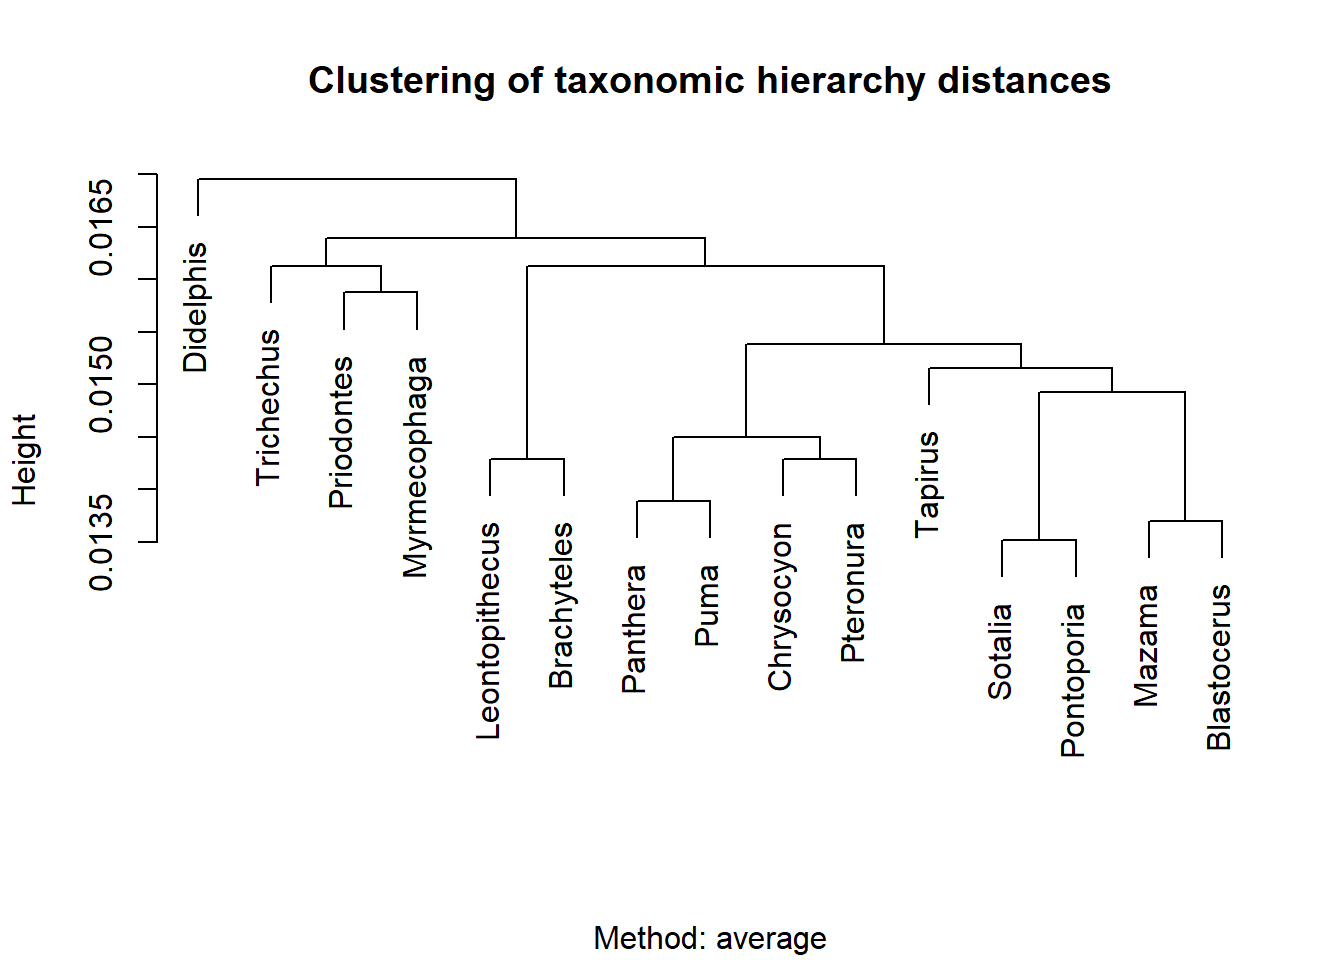 Clustering of taxonomic hierarchy distances
Height
0.0165
0.0150
0.0135
Didelphis
Trichechus
Priodontes
Myrmecophaga
Leontopithecus
Brachyteles
Panthera
Puma
Chrysocyon
Pteronura
Tapirus
Sotalia
Pontoporia
Mazama
Blastocerus
Method: average